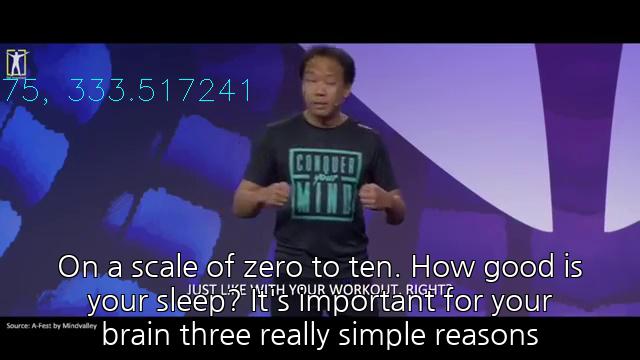 75, 333.517241
CONQUER
your
MIND
On a scale of zero to ten. How good is
JUST LIKE WITH YOUR WORKOUT, RIGHT?
your sleep? It's important for your
Source: A-Fest by Mindvalley
brain three really simple reasons